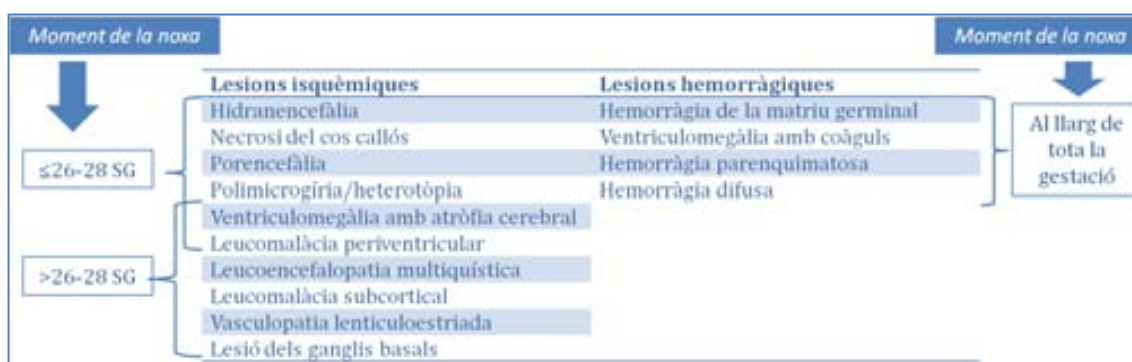 Moment de la noxa
Moment de la noxa
Lesions isquèmiques Lesions hemorràgiques
Hidranencefàlia Hemorràgia de la matriu germinal
Necrosi del cos callós Ventriculomegàlia amb coàguls
Porencefàlia Hemorràgia parenquimatosa
Polimicrogíria/heterotòpia Hemorràgia difusa
Ventriculomegàlia amb atròfia cerebral
Leucomalàcia periventricular
Leucoencefalopatia multiquística
Leucomalàcia subcortical
Vasculopatia lenticuloestriada
Lesió dels ganglis basals
≤26-28 SG
>26-28 SG
Al llarg de
tota la
gestació